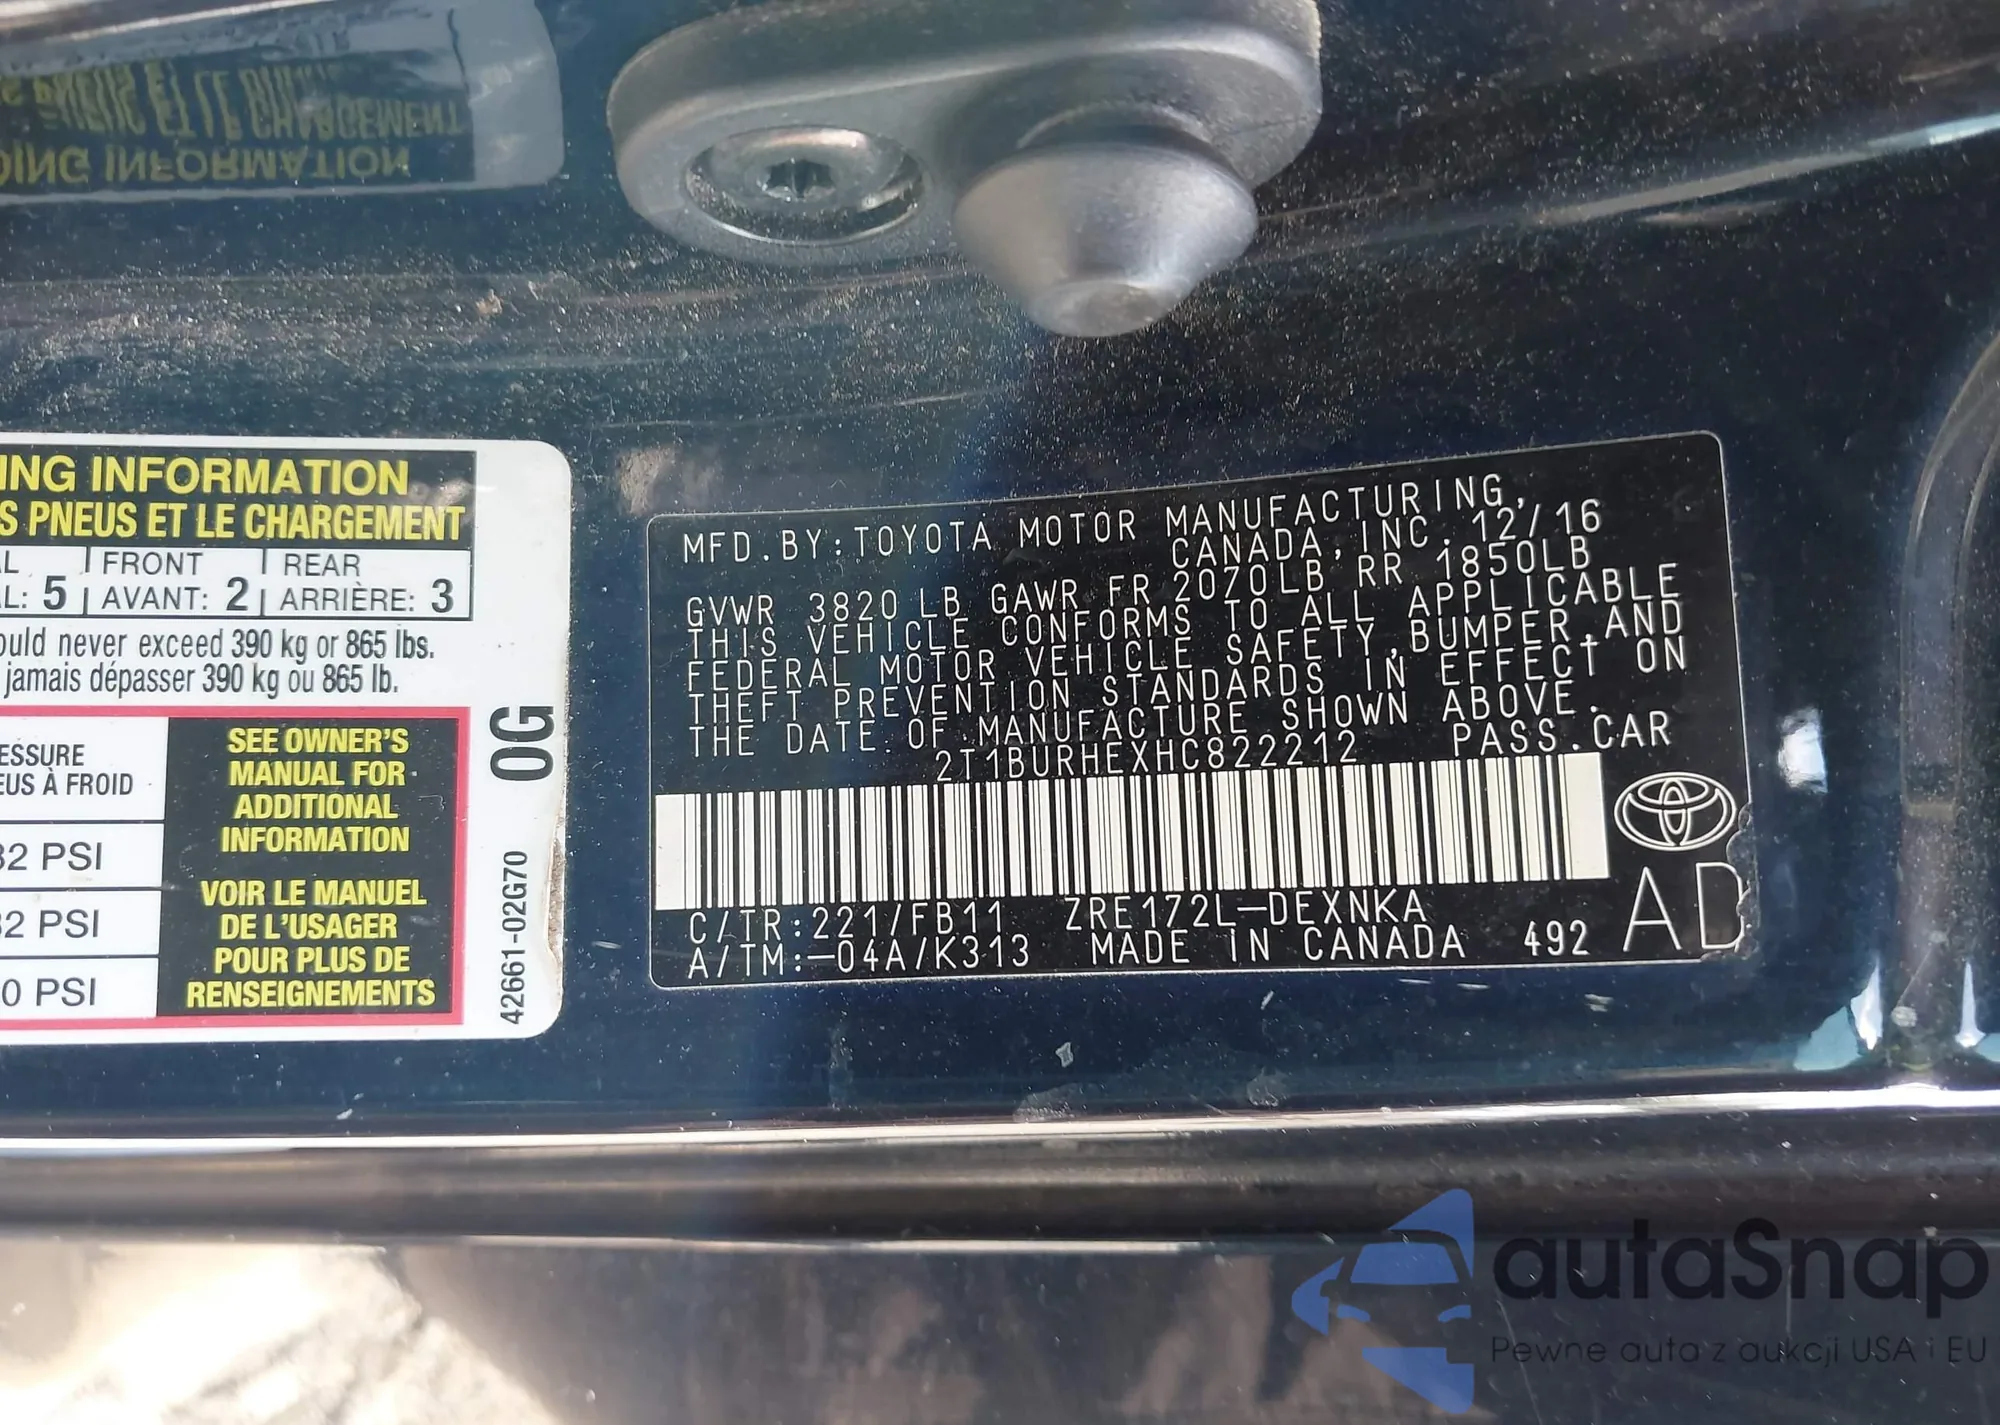 ING INFORMATION
S PNEUS ET LE CHARGEMENT
FRONT REAR
L: 5 AVANT: 2 ARRIÈRE: 3
ould never exceed 390 kg or 865 lbs.
jamais dépasser 390 kg ou 865 lb.
ESSURE
EUS À FROID
32 PSI
32 PSI
0 PSI
SEE OWNER'S
MANUAL FOR
ADDITIONAL
INFORMATION
VOIR LE MANUEL
DE L'USAGER
POUR PLUS DE
RENSEIGNEMENTS
42661-02G70 0G
MFD.BY:TOYOTA MOTOR MANUFACTURING,
CANADA,INC. 12/16
GVWR 3820 LB GAWR FR 2070LB RR 1850LB
THIS VEHICLE CONFORMS TO ALL APPLICABLE
FEDERAL MOTOR VEHICLE SAFETY,BUMPER,AND
THEFT PREVENTION STANDARDS IN EFFECT ON
THE DATE OF MANUFACTURE SHOWN ABOVE.
2T1BURHEXHC822212 PASS.CAR
C/TR:221/FB11 ZRE172L-DEXNKA
A/TM:-04A/K313 MADE IN CANADA 492 AD
autaSnap
Pewne auta z aukcji USA i EU